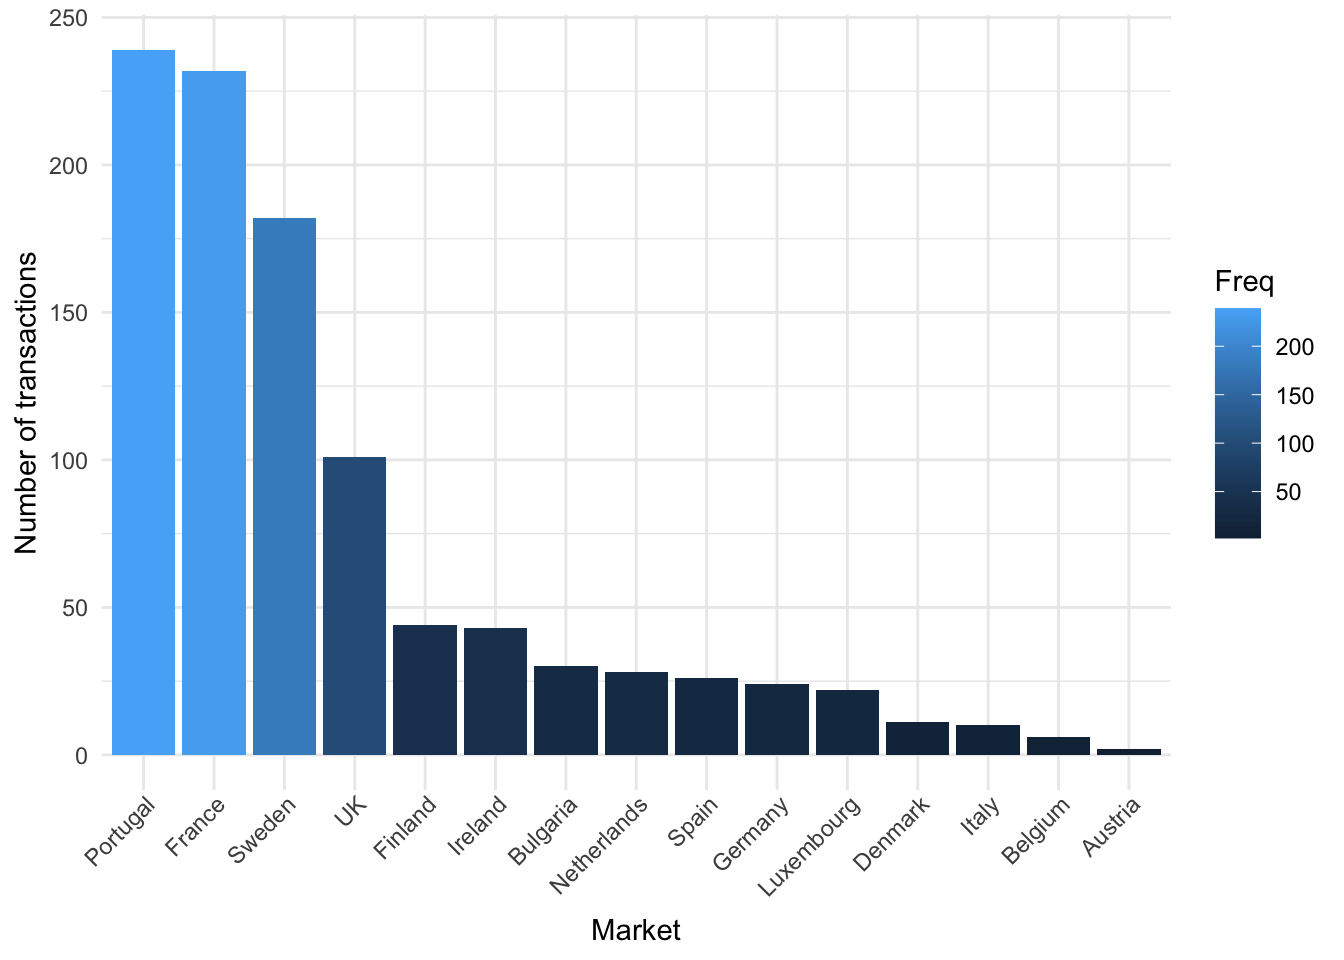 250
200
150
100
50
0
Number of transactions
Portugal
France
Sweden
UK
Finland
Ireland
Bulgaria
Netherlands
Spain
Germany
Luxembourg
Denmark
Italy
Belgium
Austria
Market
Freq
200
150
100
50